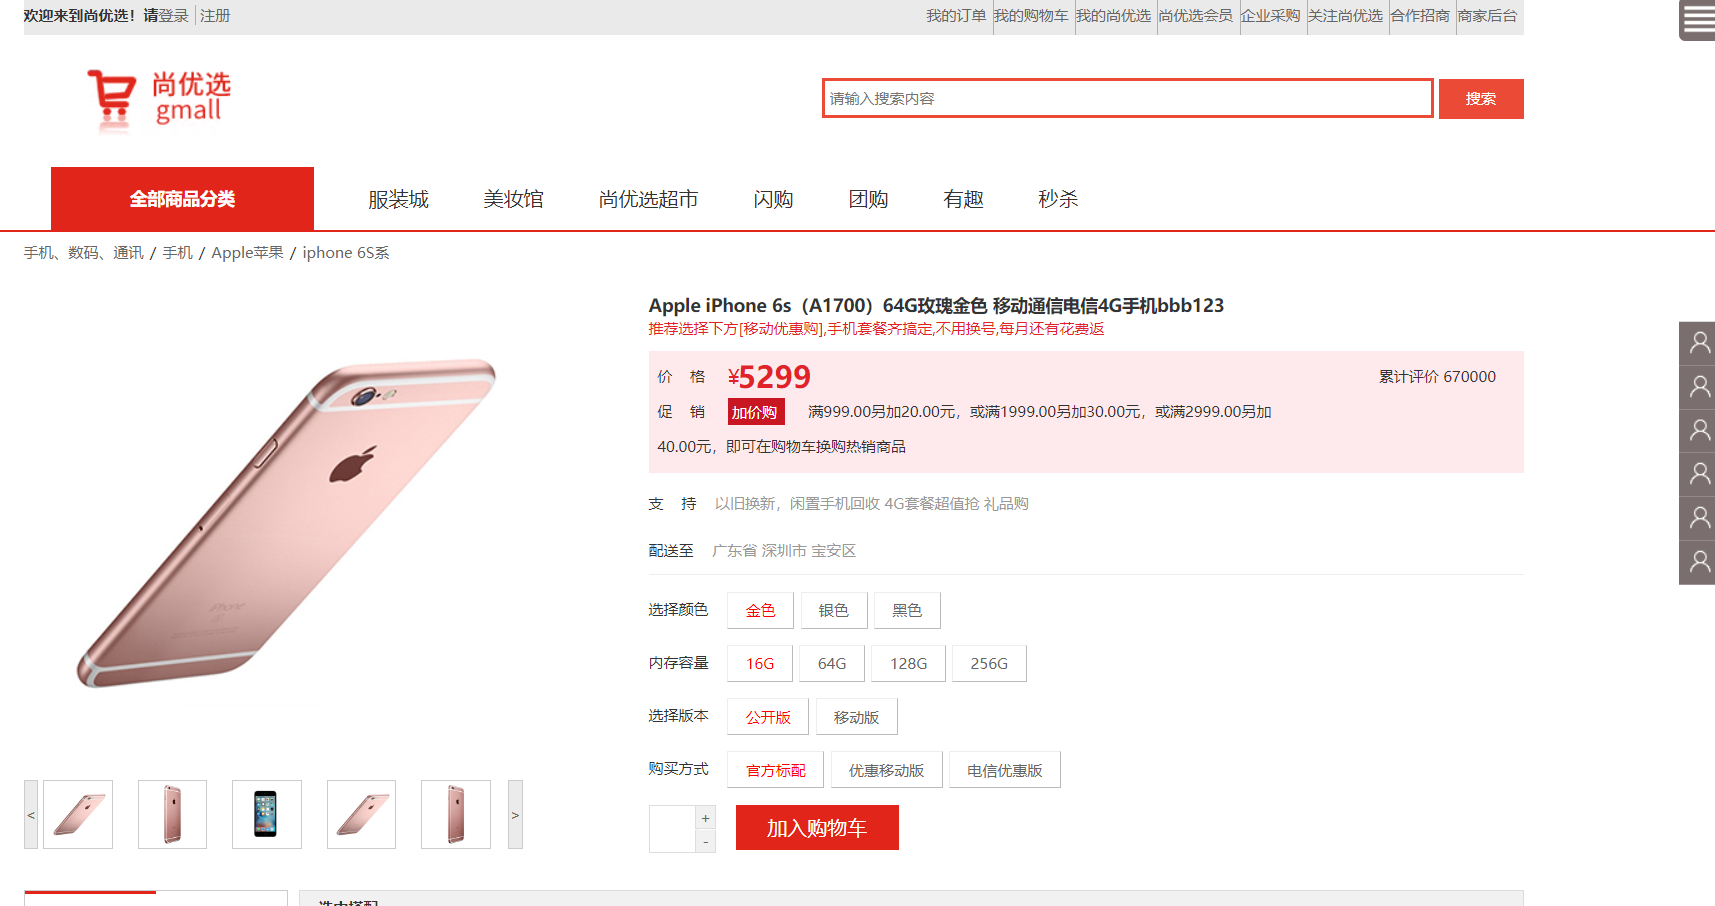 欢迎来到尚优选！请登录 注册
我的订单 我的购物车 我的尚优选 尚优选会员 企业采购 关注尚优选 合作招商 商家后台
尚优选
gmall
请输入搜索内容 搜索
全部商品分类 服装城 美妆馆 尚优选超市 闪购 团购 有趣 秒杀
手机、数码、通讯 / 手机 / Apple苹果 / iphone 6S系
Apple iPhone 6s（A1700）64G玫瑰金色 移动通信电信4G手机bbb123
推荐选择下方[移动优惠购],手机套餐齐搞定,不用换号,每月还有花费返
价 格 ¥5299 累计评价 670000
促 销 加价购 满999.00另加20.00元，或满1999.00另加30.00元，或满2999.00另加
40.00元，即可在购物车换购热销商品
支 持 以旧换新，闲置手机回收 4G套餐超值抢 礼品购
配送至 广东省 深圳市 宝安区
选择颜色 金色 银色 黑色
内存容量 16G 64G 128G 256G
选择版本 公开版 移动版
购买方式 官方标配 优惠移动版 电信优惠版
< >
+
-
加入购物车